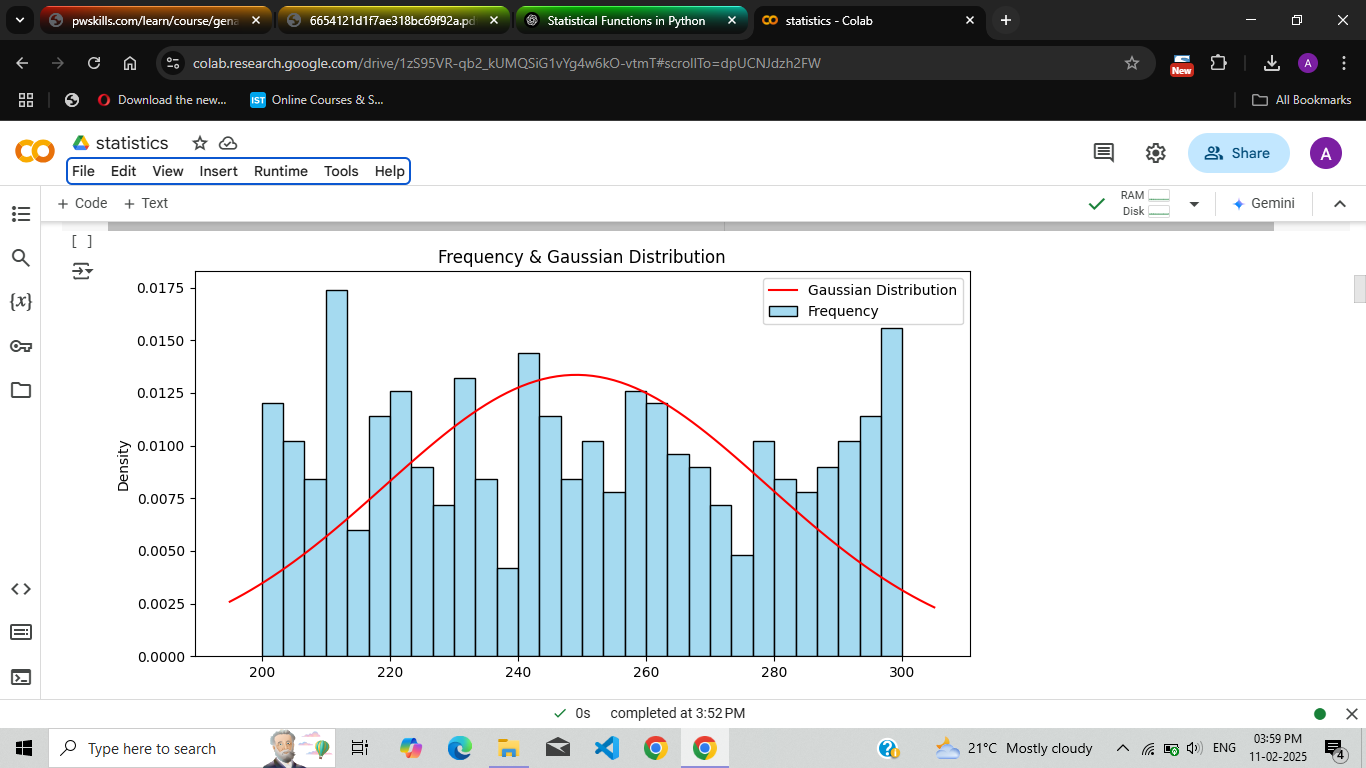 pwskills.com/learn/course/gena
6654121d1f7ae318bc69f92a.pd
Statistical Functions in Python
statistics - Colab
colab.research.google.com/drive/1zS95VR-qb2_kUMQSiG1vYg4w6kO-vtmT#scrollTo=dpUCNJdzh2FW
New
A
Download the new...
IST
Online Courses & S...
All Bookmarks
statistics
File Edit View Insert Runtime Tools Help
Share
A
+ Code + Text
RAM
Disk
Gemini
[ ]
{x}
Frequency & Gaussian Distribution
Gaussian Distribution
Frequency
0.0175
0.0150
0.0125
0.0100
0.0075
0.0050
0.0025
0.0000
Density
200 220 240 260 280 300
0s completed at 3:52 PM
Type here to search
21°C Mostly cloudy
ENG
03:59 PM
11-02-2025
4